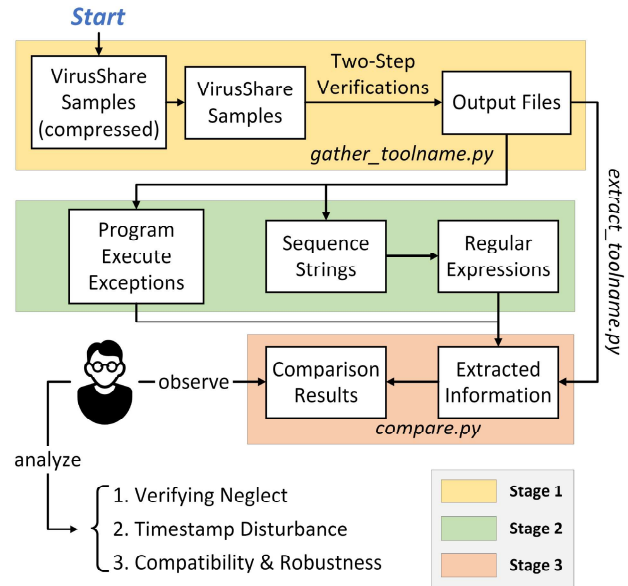 Start
VirusShare
Samples
(compressed)
VirusShare
Samples
Two-Step
Verifications
Output Files
gather_toolname.py
extract_toolname.py
Program
Execute
Exceptions
Sequence
Strings
Regular
Expressions
observe
Comparison
Results
Extracted
Information
compare.py
analyze
1. Verifying Neglect
2. Timestamp Disturbance
3. Compatibility & Robustness
Stage 1
Stage 2
Stage 3